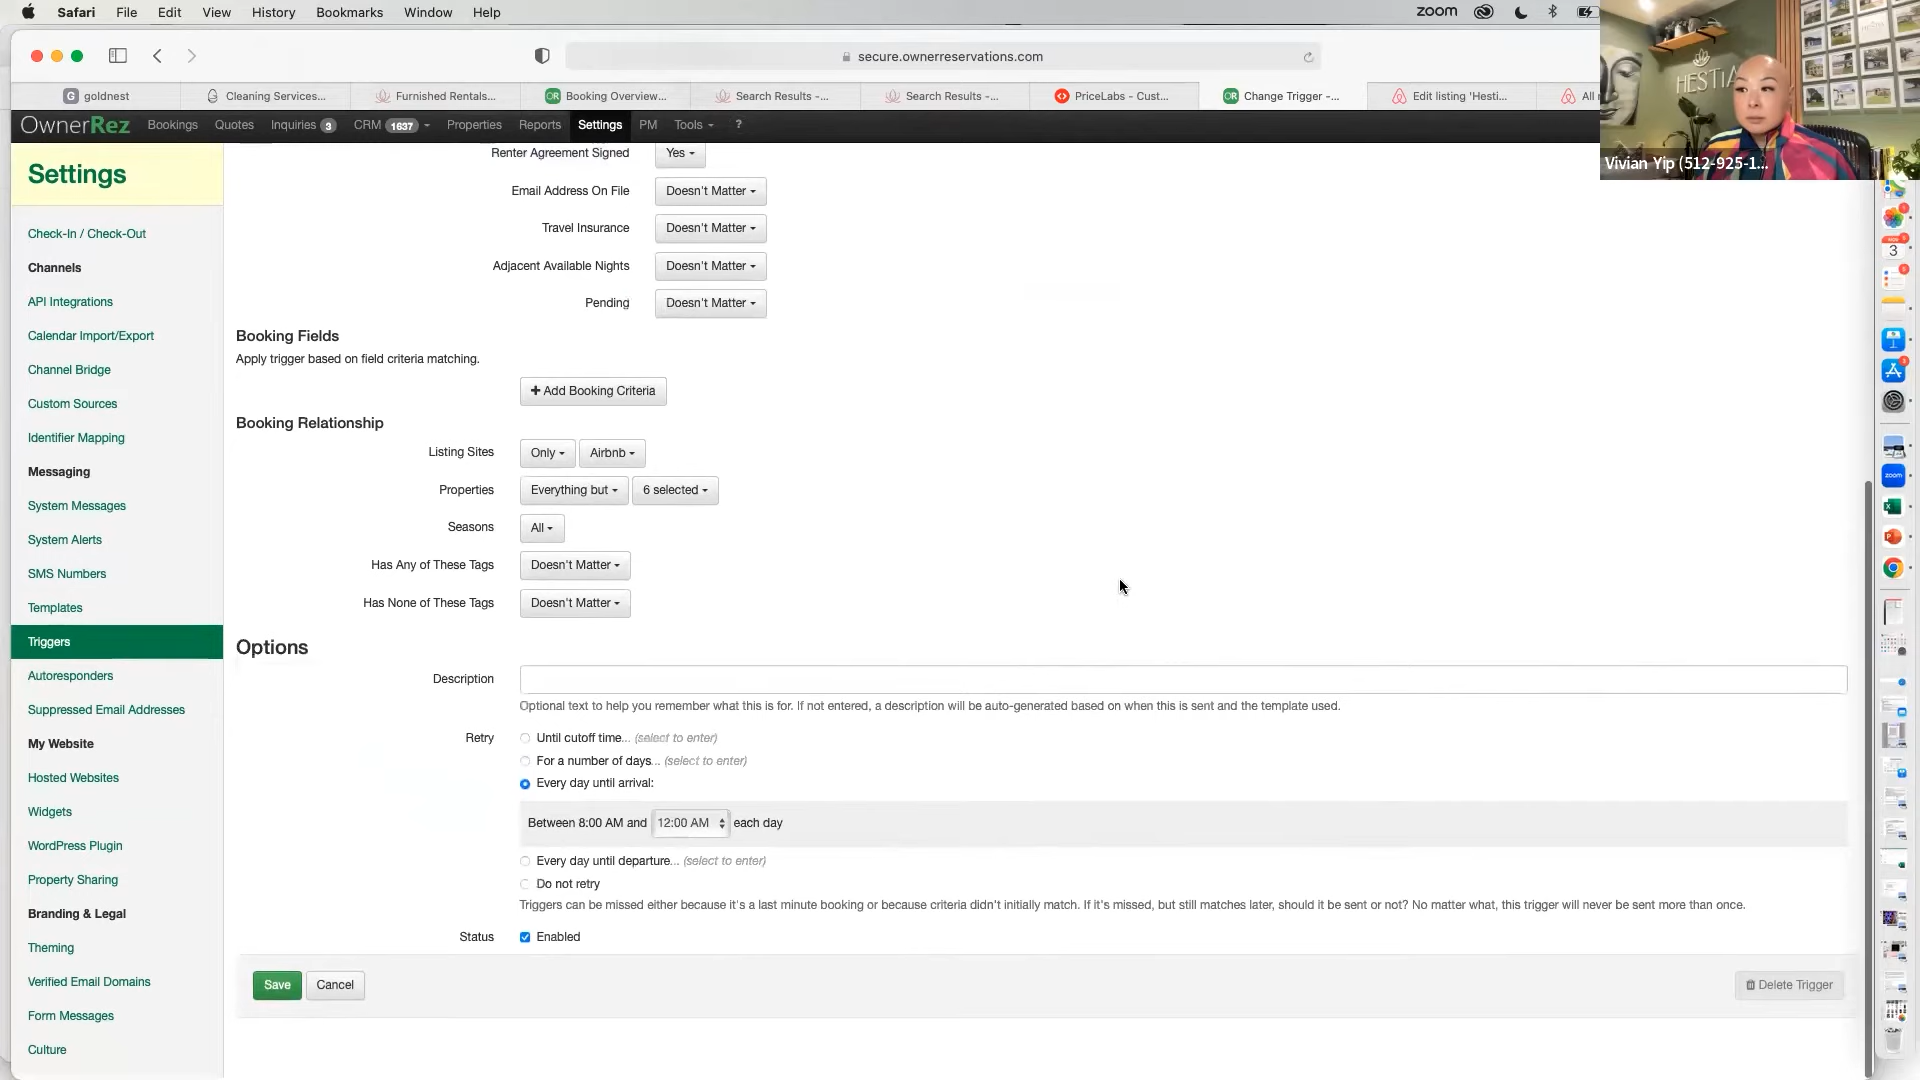 Safari File Edit View History Bookmarks Window Help zoom
secure.ownerreservations.com
goldnest Cleaning Services... Furnished Rentals... Booking Overview... Search Results -... Search Results -... PriceLabs - Cust... Change Trigger -... Edit listing 'Hesti... All
HESTIA
Vivian Yip (512-925-1...
OwnerRez Bookings Quotes Inquiries 3 CRM 1637 Properties Reports Settings PM Tools ?
Settings
Check-In / Check-Out
Channels
API Integrations
Calendar Import/Export
Channel Bridge
Custom Sources
Identifier Mapping
Messaging
System Messages
System Alerts
SMS Numbers
Templates
Triggers
Autoresponders
Suppressed Email Addresses
My Website
Hosted Websites
Widgets
WordPress Plugin
Property Sharing
Branding & Legal
Theming
Verified Email Domains
Form Messages
Culture
Renter Agreement Signed Yes
Email Address On File Doesn't Matter
Travel Insurance Doesn't Matter
Adjacent Available Nights Doesn't Matter
Pending Doesn't Matter
Booking Fields
Apply trigger based on field criteria matching.
+ Add Booking Criteria
Booking Relationship
Listing Sites Only Airbnb
Properties Everything but 6 selected
Seasons All
Has Any of These Tags Doesn't Matter
Has None of These Tags Doesn't Matter
Options
Description
Optional text to help you remember what this is for. If not entered, a description will be auto-generated based on when this is sent and the template used.
Retry Until cutoff time... (select to enter)
For a number of days... (select to enter)
Every day until arrival:
Between 8:00 AM and 12:00 AM each day
Every day until departure... (select to enter)
Do not retry
Triggers can be missed either because it's a last minute booking or because criteria didn't initially match. If it's missed, but still matches later, should it be sent or not? No matter what, this trigger will never be sent more than once.
Status Enabled
Save Cancel Delete Trigger
3
zoom